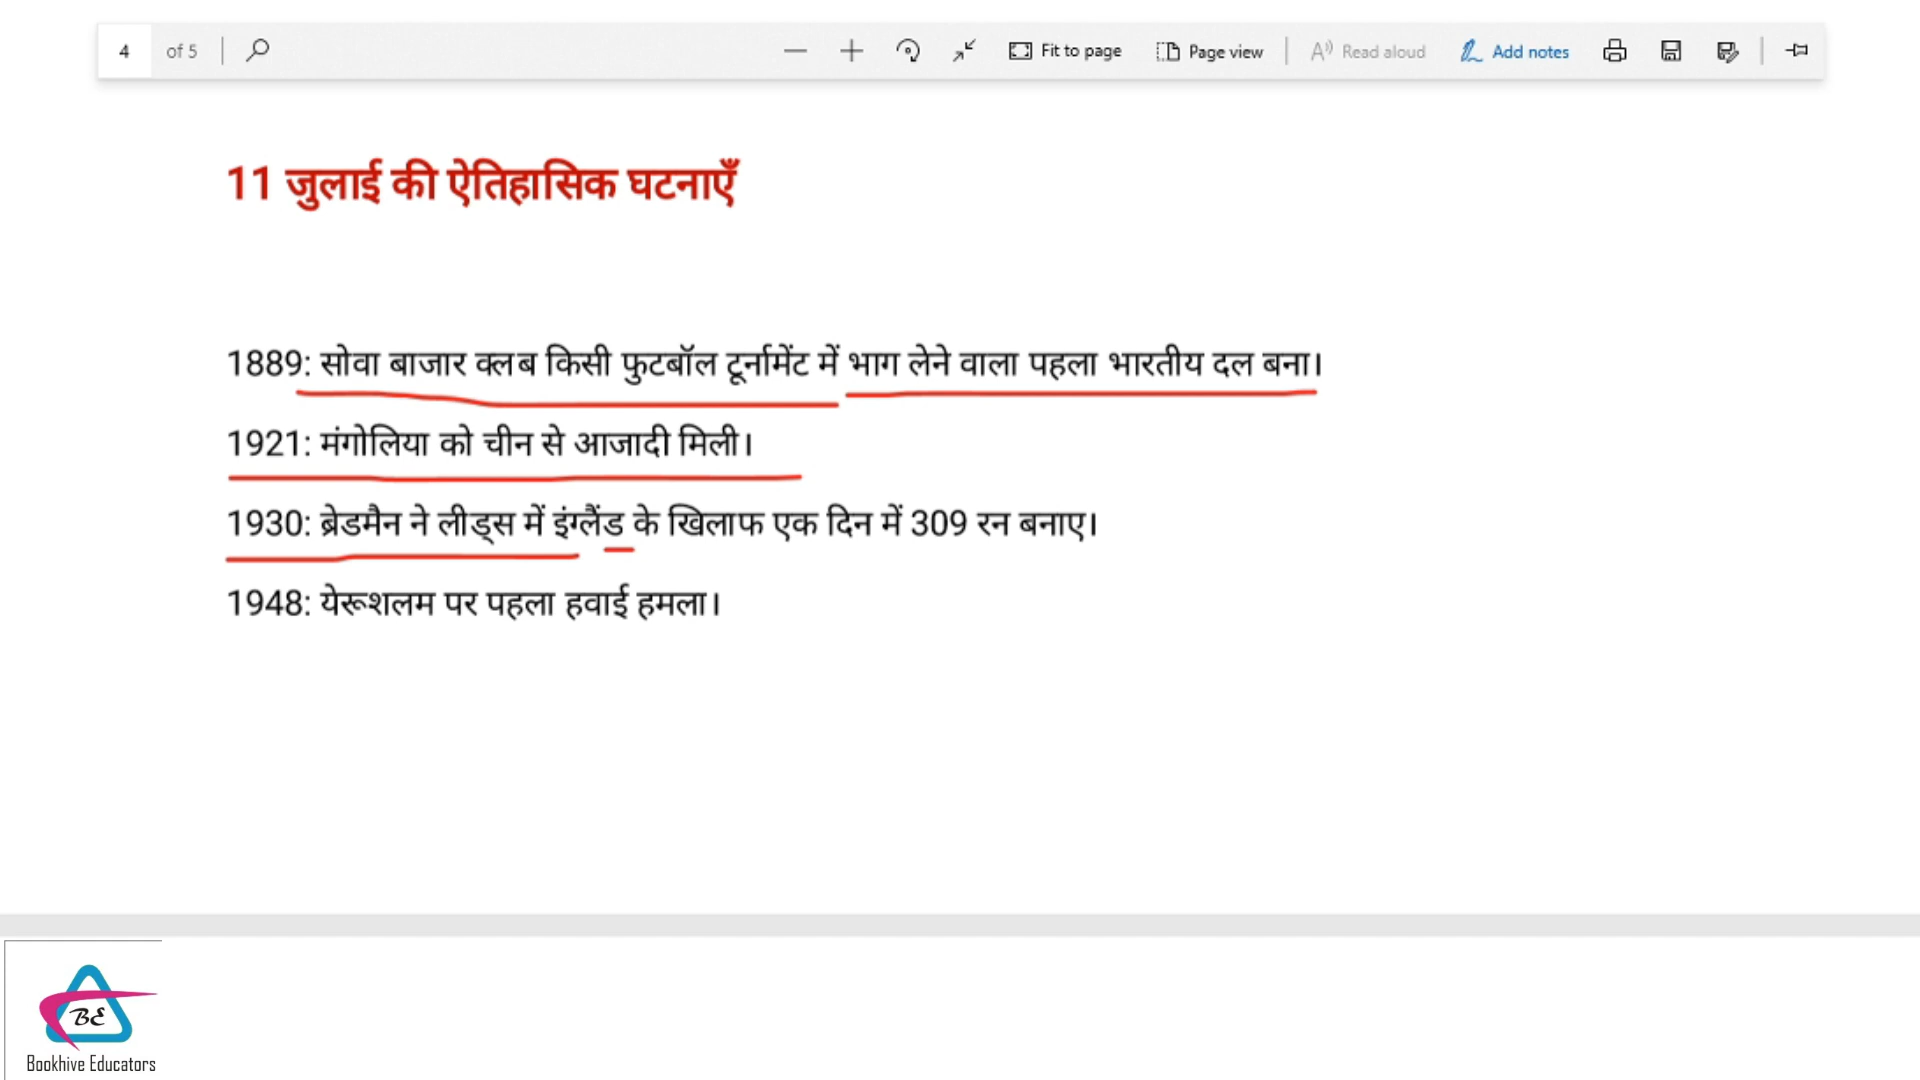 4 of 5 Fit to page Page view Read aloud Add notes
11 जुलाई की ऐतिहासिक घटनाएँ
1889: सोवा बाजार क्लब किसी फुटबॉल टूर्नामेंट में भाग लेने वाला पहला भारतीय दल बना।
1921: मंगोलिया को चीन से आजादी मिली।
1930: ब्रेडमैन ने लीड्स में इंग्लैंड के खिलाफ एक दिन में 309 रन बनाए।
1948: येरूशलम पर पहला हवाई हमला।
BE
Bookhive Educators